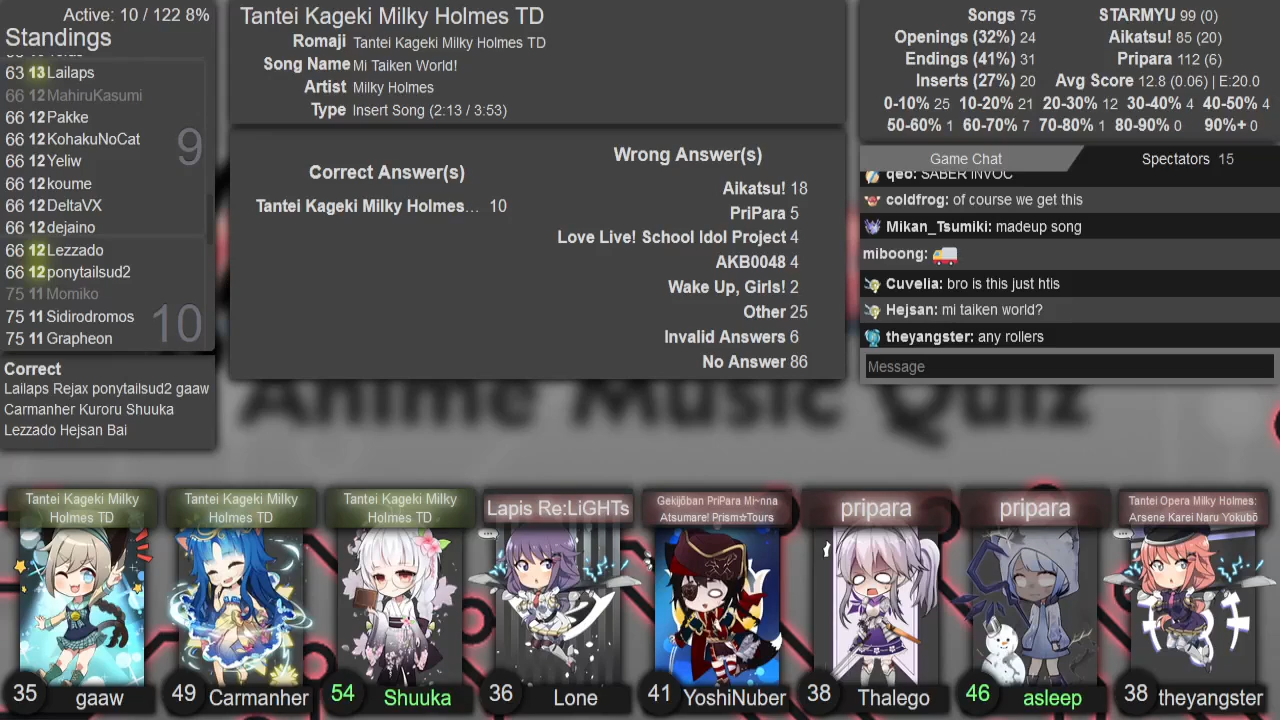 Active: 10 / 122 8%
Standings
63 13 Lailaps
66 12 MahiruKasumi
66 12 Pakke
66 12 KohakuNoCat
66 12 Yeliw
66 12 koume
66 12 DeltaVX
66 12 dejaino
66 12 Lezzado
66 12 ponytailsud2
75 11 Momiko
75 11 Sidirodromos
75 11 Grapheon
9
10
Correct
Lailaps Rejax ponytailsud2 gaaw
Carmanher Kuroru Shuuka
Lezzado Hejsan Bai
Tantei Kageki Milky Holmes TD
Romaji Tantei Kageki Milky Holmes TD
Song Name Mi Taiken World!
Artist Milky Holmes
Type Insert Song (2:13 / 3:53)
Correct Answer(s)
Tantei Kageki Milky Holmes... 10
Wrong Answer(s)
Aikatsu! 18
PriPara 5
Love Live! School Idol Project 4
AKB0048 4
Wake Up, Girls! 2
Other 25
Invalid Answers 6
No Answer 86
Songs 75
Openings (32%) 24
Endings (41%) 31
Inserts (27%) 20
STARMYU 99 (0)
Aikatsu! 85 (20)
Pripara 112 (6)
Avg Score 12.8 (0.06) | E:20.0
0-10% 25 10-20% 21 20-30% 12 30-40% 4 40-50% 4
50-60% 1 60-70% 7 70-80% 1 80-90% 0 90%+ 0
Game Chat
Spectators 15
qeo: SABER INVOC
coldfrog: of course we get this
Mikan_Tsumiki: madeup song
miboong:
Cuvelia: bro is this just htis
Hejsan: mi taiken world?
theyangster: any rollers
Message
Anime Music Quiz
Tantei Kageki Milky
Holmes TD
Tantei Kageki Milky
Holmes TD
Tantei Kageki Milky
Holmes TD
Lapis Re:LiGHTs
Gekijōban PriPara Mi~nna
Atsumare! Prism☆Tours
pripara
pripara
Tantei Opera Milky Holmes:
Arsene Karei Naru Yokubō
35 gaaw
49 Carmanher
54 Shuuka
36 Lone
41 YoshiNuber
38 Thalego
46 asleep
38 theyangster